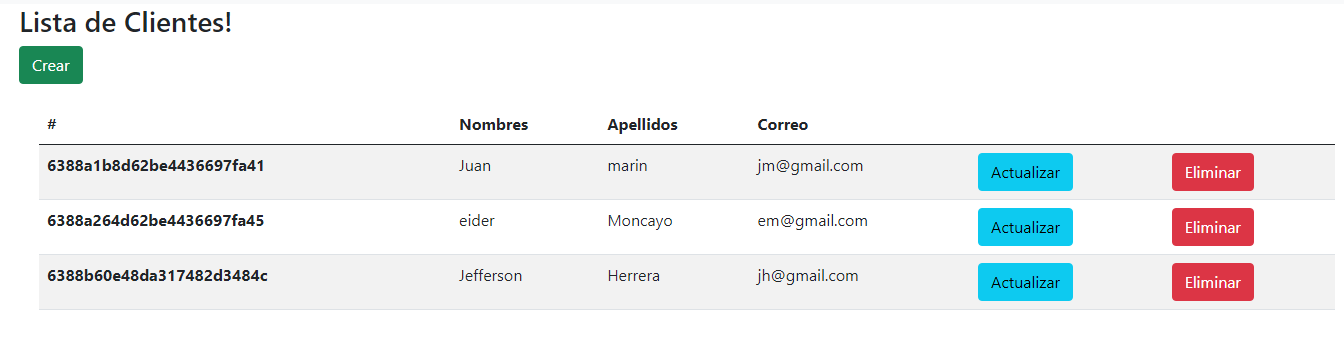 Lista de Clientes!
Crear
# Nombres Apellidos Correo
6388a1b8d62be4436697fa41 Juan marin jm@gmail.com Actualizar Eliminar
6388a264d62be4436697fa45 eider Moncayo em@gmail.com Actualizar Eliminar
6388b60e48da317482d3484c Jefferson Herrera jh@gmail.com Actualizar Eliminar